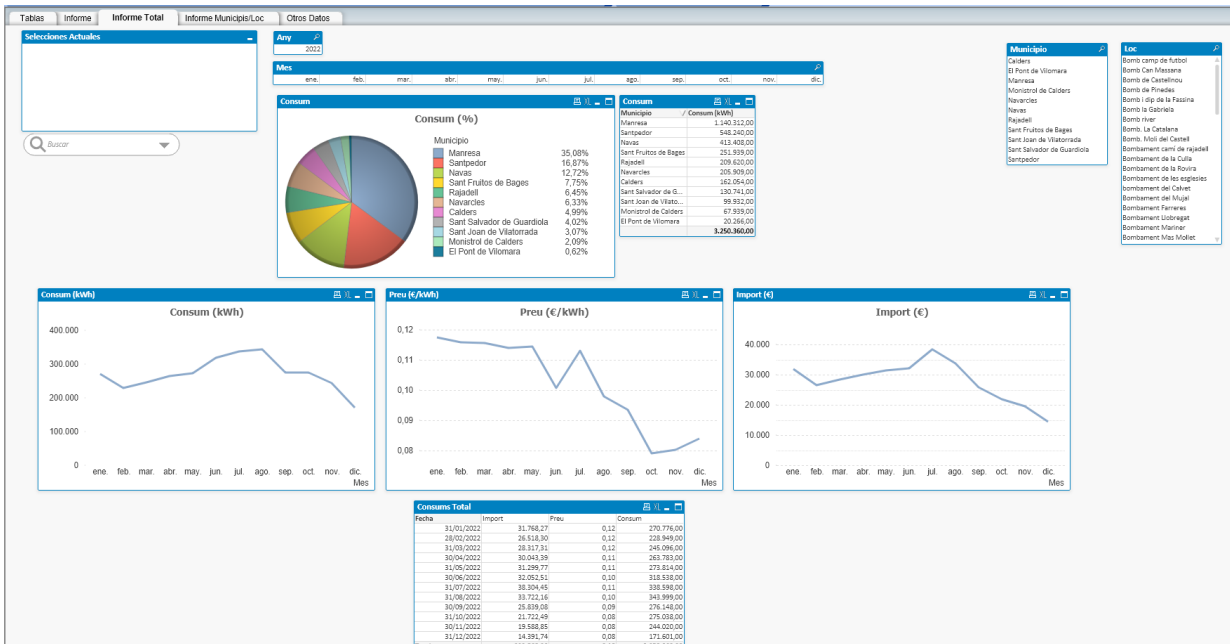 Tablas Informe Informe Total Informe Municipis/Loc Otros Datos
Selecciones Actuales
Buscar
Any
2022
Mes
ene. feb. mar. abr. may. jun. jul. ago. sep. oct. nov. dic.
Consum
Consum (%)
Municipio
Manresa 35,08%
Santpedor 16,87%
Navas 12,72%
Sant Fruitos de Bages 7,75%
Rajadell 6,45%
Navarcles 6,33%
Calders 4,99%
Sant Salvador de Guardiola 4,02%
Sant Joan de Vilatorrada 3,07%
Monistrol de Calders 2,09%
El Pont de Vilomara 0,62%
Consum
Municipio / Consum (kWh)
Manresa 1.140.312,00
Santpedor 548.240,00
Navas 413.408,00
Sant Fruitos de Bages 251.939,00
Rajadell 209.620,00
Navarcles 205.909,00
Calders 162.054,00
Sant Salvador de G... 130.741,00
Sant Joan de Vilato... 99.932,00
Monistrol de Calders 67.939,00
El Pont de Vilomara 20.266,00
3.250.360,00
Municipio
Calders
El Pont de Vilomara
Manresa
Monistrol de Calders
Navarcles
Navas
Rajadell
Sant Fruitos de Bages
Sant Joan de Vilatorrada
Sant Salvador de Guardiola
Santpedor
Loc
Bomb camp de futbol
Bomb Can Massana
Bomb de Castellnou
Bomb de Pinedes
Bomb i dip de la Fassina
Bomb la Gabriela
Bomb river
Bomb. La Catalana
Bomb. Moli del Castell
Bombament camí de rajadell
Bombament de la Culla
Bombament de la Rovira
Bombament de les esglesies
bombament del Calvet
Bombament del Mujal
Bombament Ferreres
Bombament Llobregat
Bombament Mariner
Bombament Mas Mollet
Consum (kWh)
Consum (kWh)
400.000
300.000
200.000
100.000
0
ene. feb. mar. abr. may. jun. jul. ago. sep. oct. nov. dic.
Mes
Preu (€/kWh)
Preu (€/kWh)
0,12
0,11
0,10
0,09
0,08
ene. feb. mar. abr. may. jun. jul. ago. sep. oct. nov. dic.
Mes
Import (€)
Import (€)
40.000
30.000
20.000
10.000
0
ene. feb. mar. abr. may. jun. jul. ago. sep. oct. nov. dic.
Mes
Consums Total
Fecha Import Preu Consum
31/01/2022 31.768,27 0,12 270.776,00
28/02/2022 26.518,30 0,12 228.949,00
31/03/2022 28.317,31 0,12 245.096,00
30/04/2022 30.043,39 0,11 263.783,00
31/05/2022 31.299,77 0,11 273.814,00
30/06/2022 32.052,51 0,10 318.538,00
31/07/2022 38.304,45 0,11 338.598,00
31/08/2022 33.722,16 0,10 343.999,00
30/09/2022 25.839,08 0,09 276.148,00
31/10/2022 21.722,49 0,08 275.038,00
30/11/2022 19.588,85 0,08 244.020,00
31/12/2022 14.391,74 0,08 171.601,00